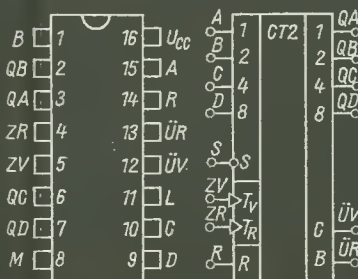 B 1 16 Ucc
QB 2 15 A
QA 3 14 R
ZR 4 13 ÜR
ZV 5 12 ÜV
QC 6 11 L
QD 7 10 C
M 8 9 D
A 1 CT2 1 QA
B 2 2 QB
C 4 4 QC
D 8 8 QD
S S
ZV TV C ÜV
ZR TR B ÜR
R R